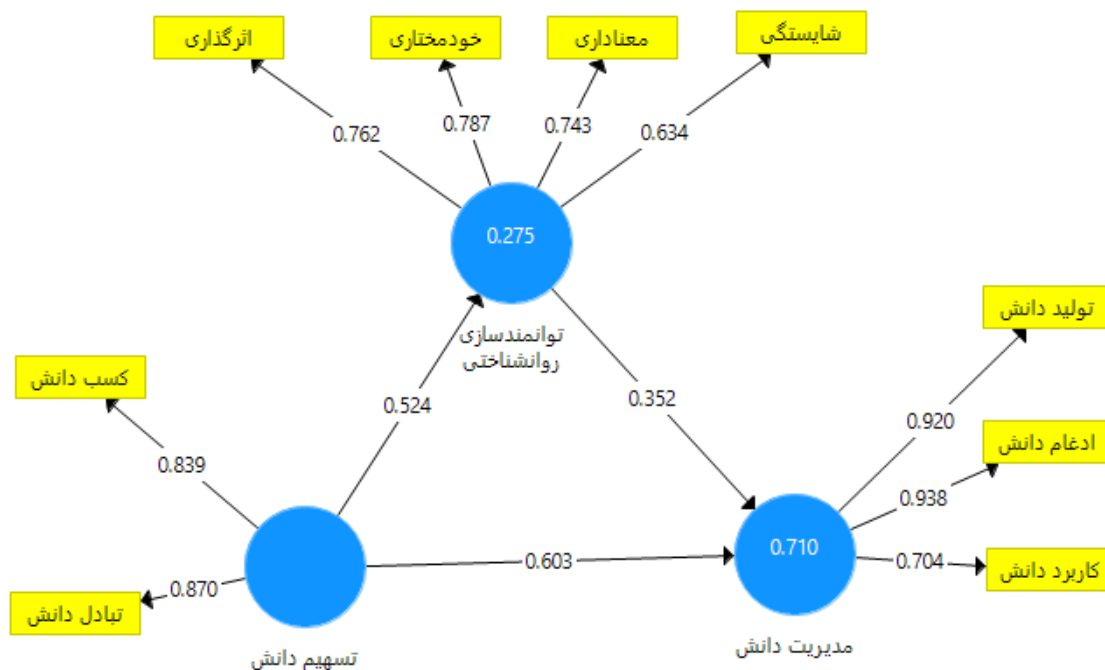 اثرگذاری
خودمختاری
معناداری
شایستگی
0.762
0.787
0.743
0.634
0.275
توانمندسازی
روانشناختی
تولید دانش
کسب دانش
0.524
0.352
0.920
ادغام دانش
0.839
0.938
0.603
0.710
0.704
کاربرد دانش
0.870
تبادل دانش
تسهیم دانش
مدیریت دانش